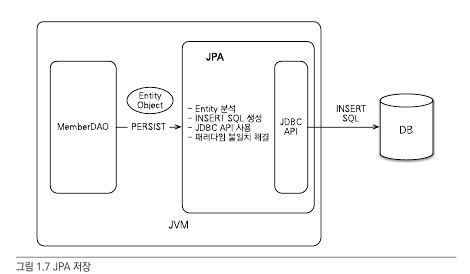 JPA
Entity
Object
MemberDAO
PERSIST
- Entity 분석
- INSERT SQL 생성
- JDBC API 사용
- 패러다임 불일치 해결
JDBC
API
INSERT
SQL
DB
JVM
그림 1.7 JPA 저장